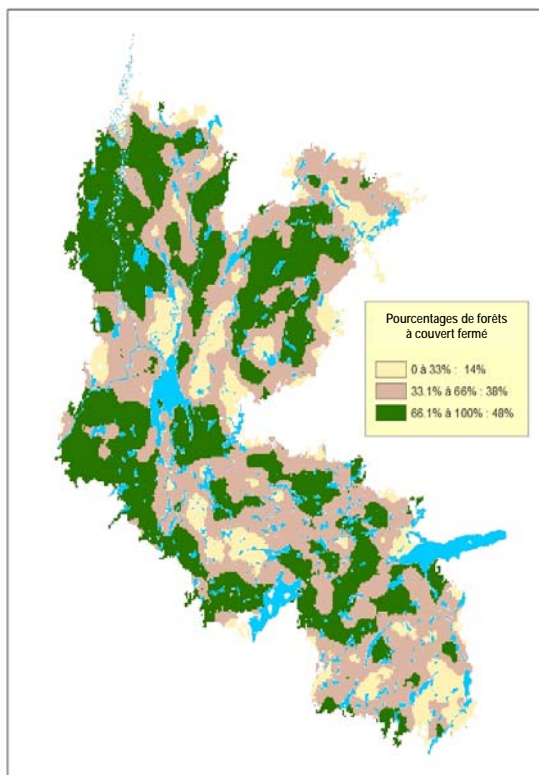 Pourcentages de forêts
à couvert fermé
0 à 33% : 14%
33.1% à 66% : 38%
66.1% à 100% : 48%